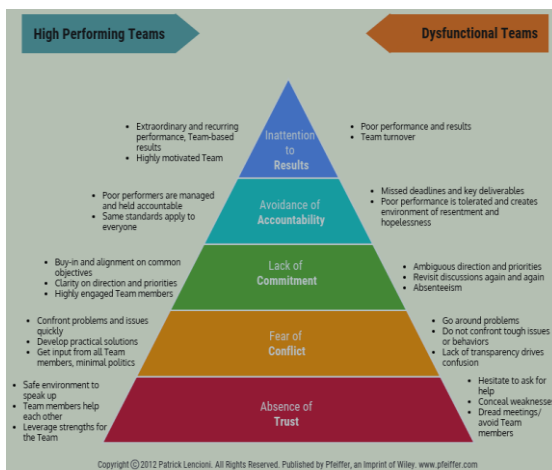 High Performing Teams
Dysfunctional Teams
• Extraordinary and recurring
performance, Team-based
results
• Highly motivated Team
Inattention
to
Results
• Poor performance and results
• Team turnover
• Poor performers are managed
and held accountable
• Same standards apply to
everyone
Avoidance of
Accountability
• Missed deadlines and key deliverables
• Poor performance is tolerated and creates
environment of resentment and
hopelessness
• Buy-in and alignment on common
objectives
• Clarity on direction and priorities
• Highly engaged Team members
Lack of
Commitment
• Ambiguous direction and priorities
• Revisit discussions again and again
• Absenteeism
• Confront problems and issues
quickly
• Develop practical solutions
• Get input from all Team
members, minimal politics
Fear of
Conflict
• Go around problems
• Do not confront tough issues
or behaviors
• Lack of transparency drives
confusion
• Safe environment to
speak up
• Team members help
each other
• Leverage strengths for
the Team
Absence of
Trust
• Hesitate to ask for
help
• Conceal weaknesse
• Dread meetings/
avoid Team
members
Copyright © 2012 Patrick Lencioni. All Rights Reserved. Published by Pfeiffer, an Imprint of Wiley. www.pfeiffer.com